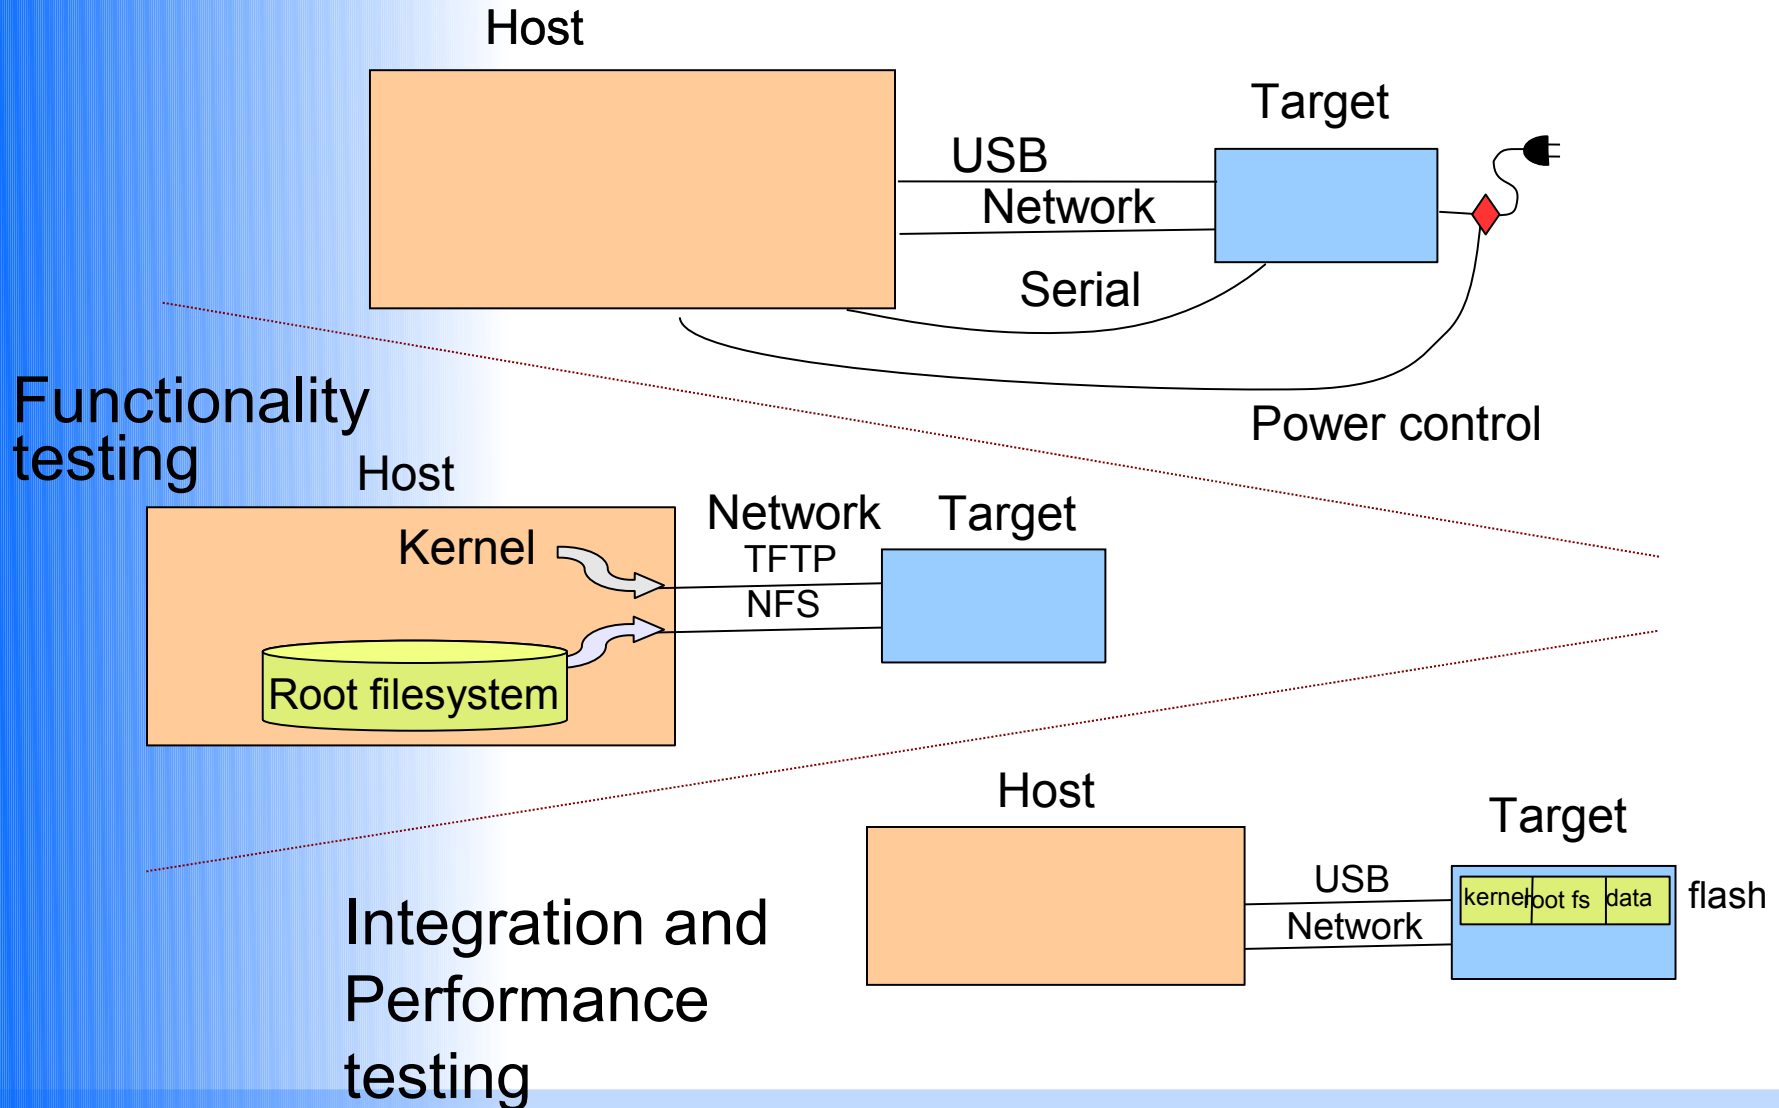 Host
Target
USB
Network
Serial
Power control
Functionality
testing
Host
Kernel
Root filesystem
Network
TFTP
NFS
Target
Host
Target
USB
Network
kernel
root fs
data
flash
Integration and
Performance
testing